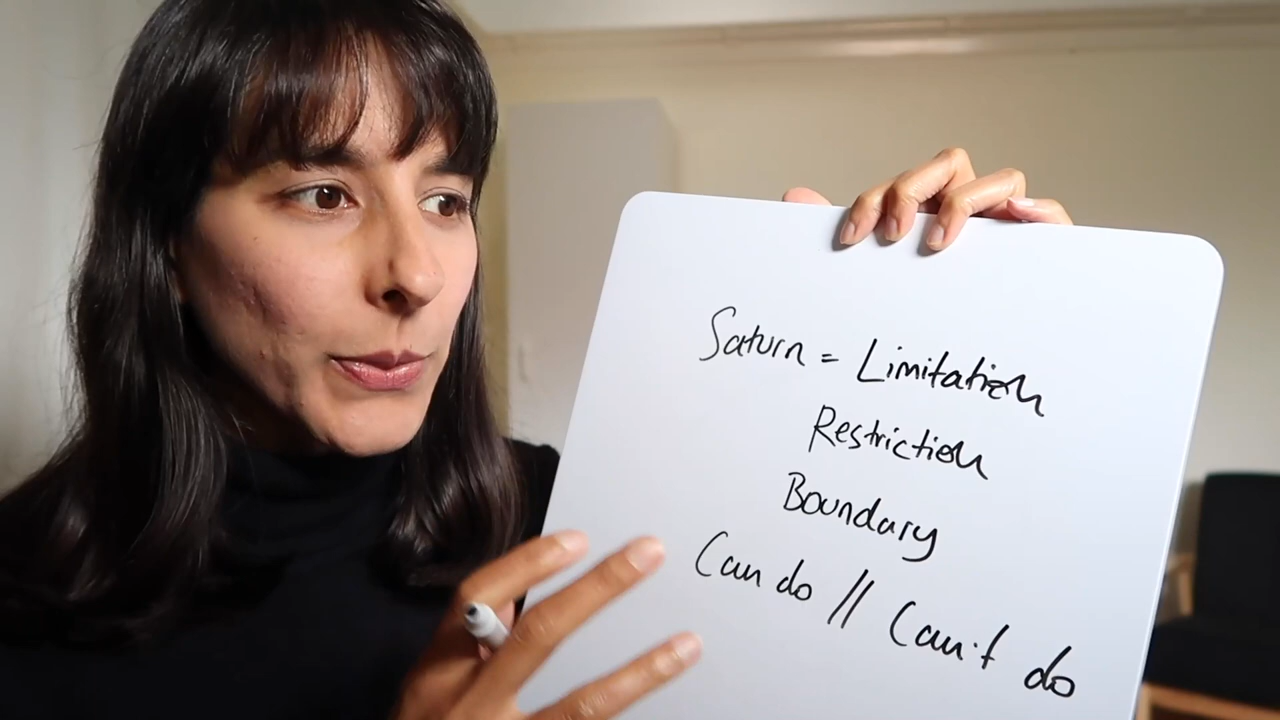 Saturn = Limitation
Restriction
Boundary
Can do // Can't do